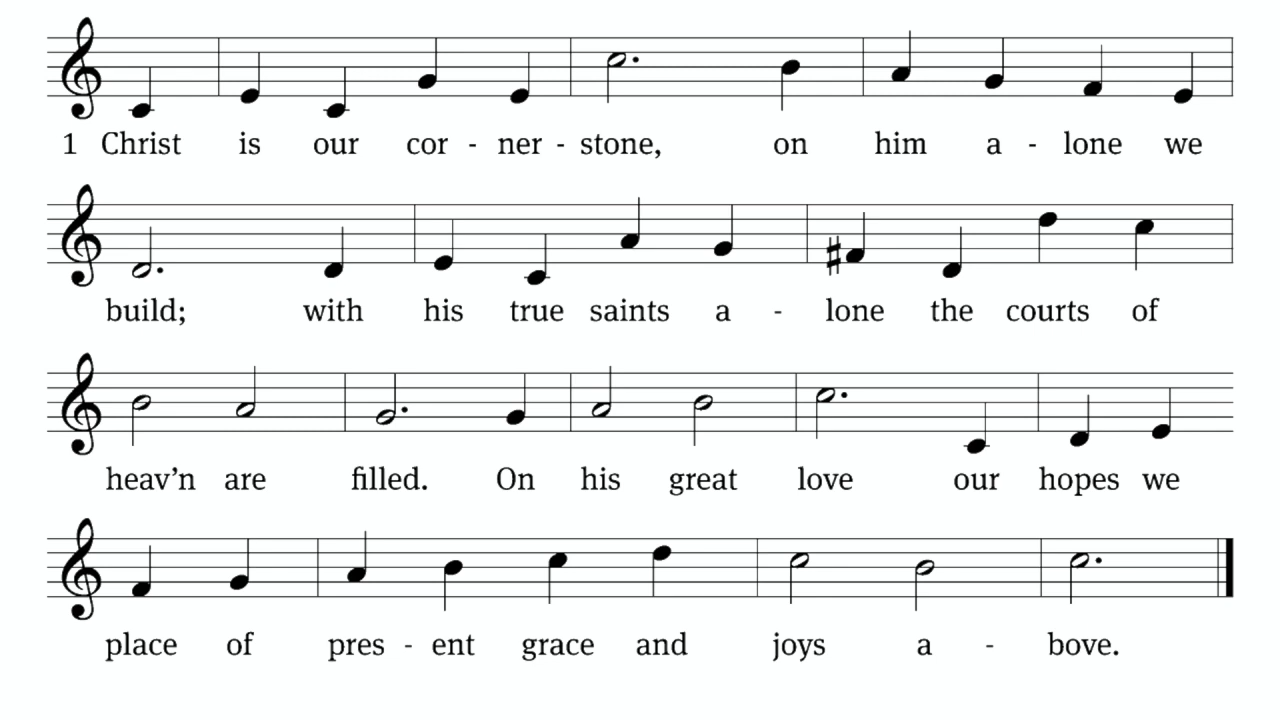 1 Christ is our cor - ner - stone, on him a - lone we
build; with his true saints a - lone the courts of
heav’n are filled. On his great love our hopes we
place of pres - ent grace and joys a - bove.